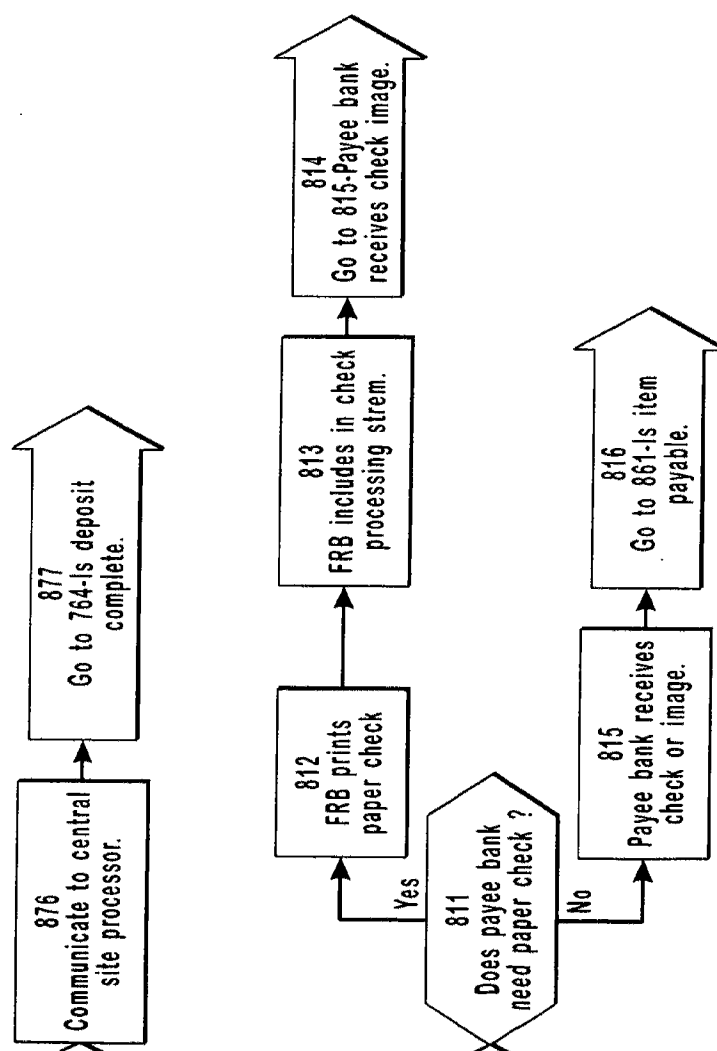 876
Communicate to central
site processor.
877
Go to 764-Is deposit
complete.
812
FRB prints
paper check
813
FRB includes in check
processing strem.
814
Go to 815-Payee bank
receives check image.
Yes
811
Does payee bank
need paper check ?
No
815
Payee bank receives
check or image.
816
Go to 861-Is item
payable.